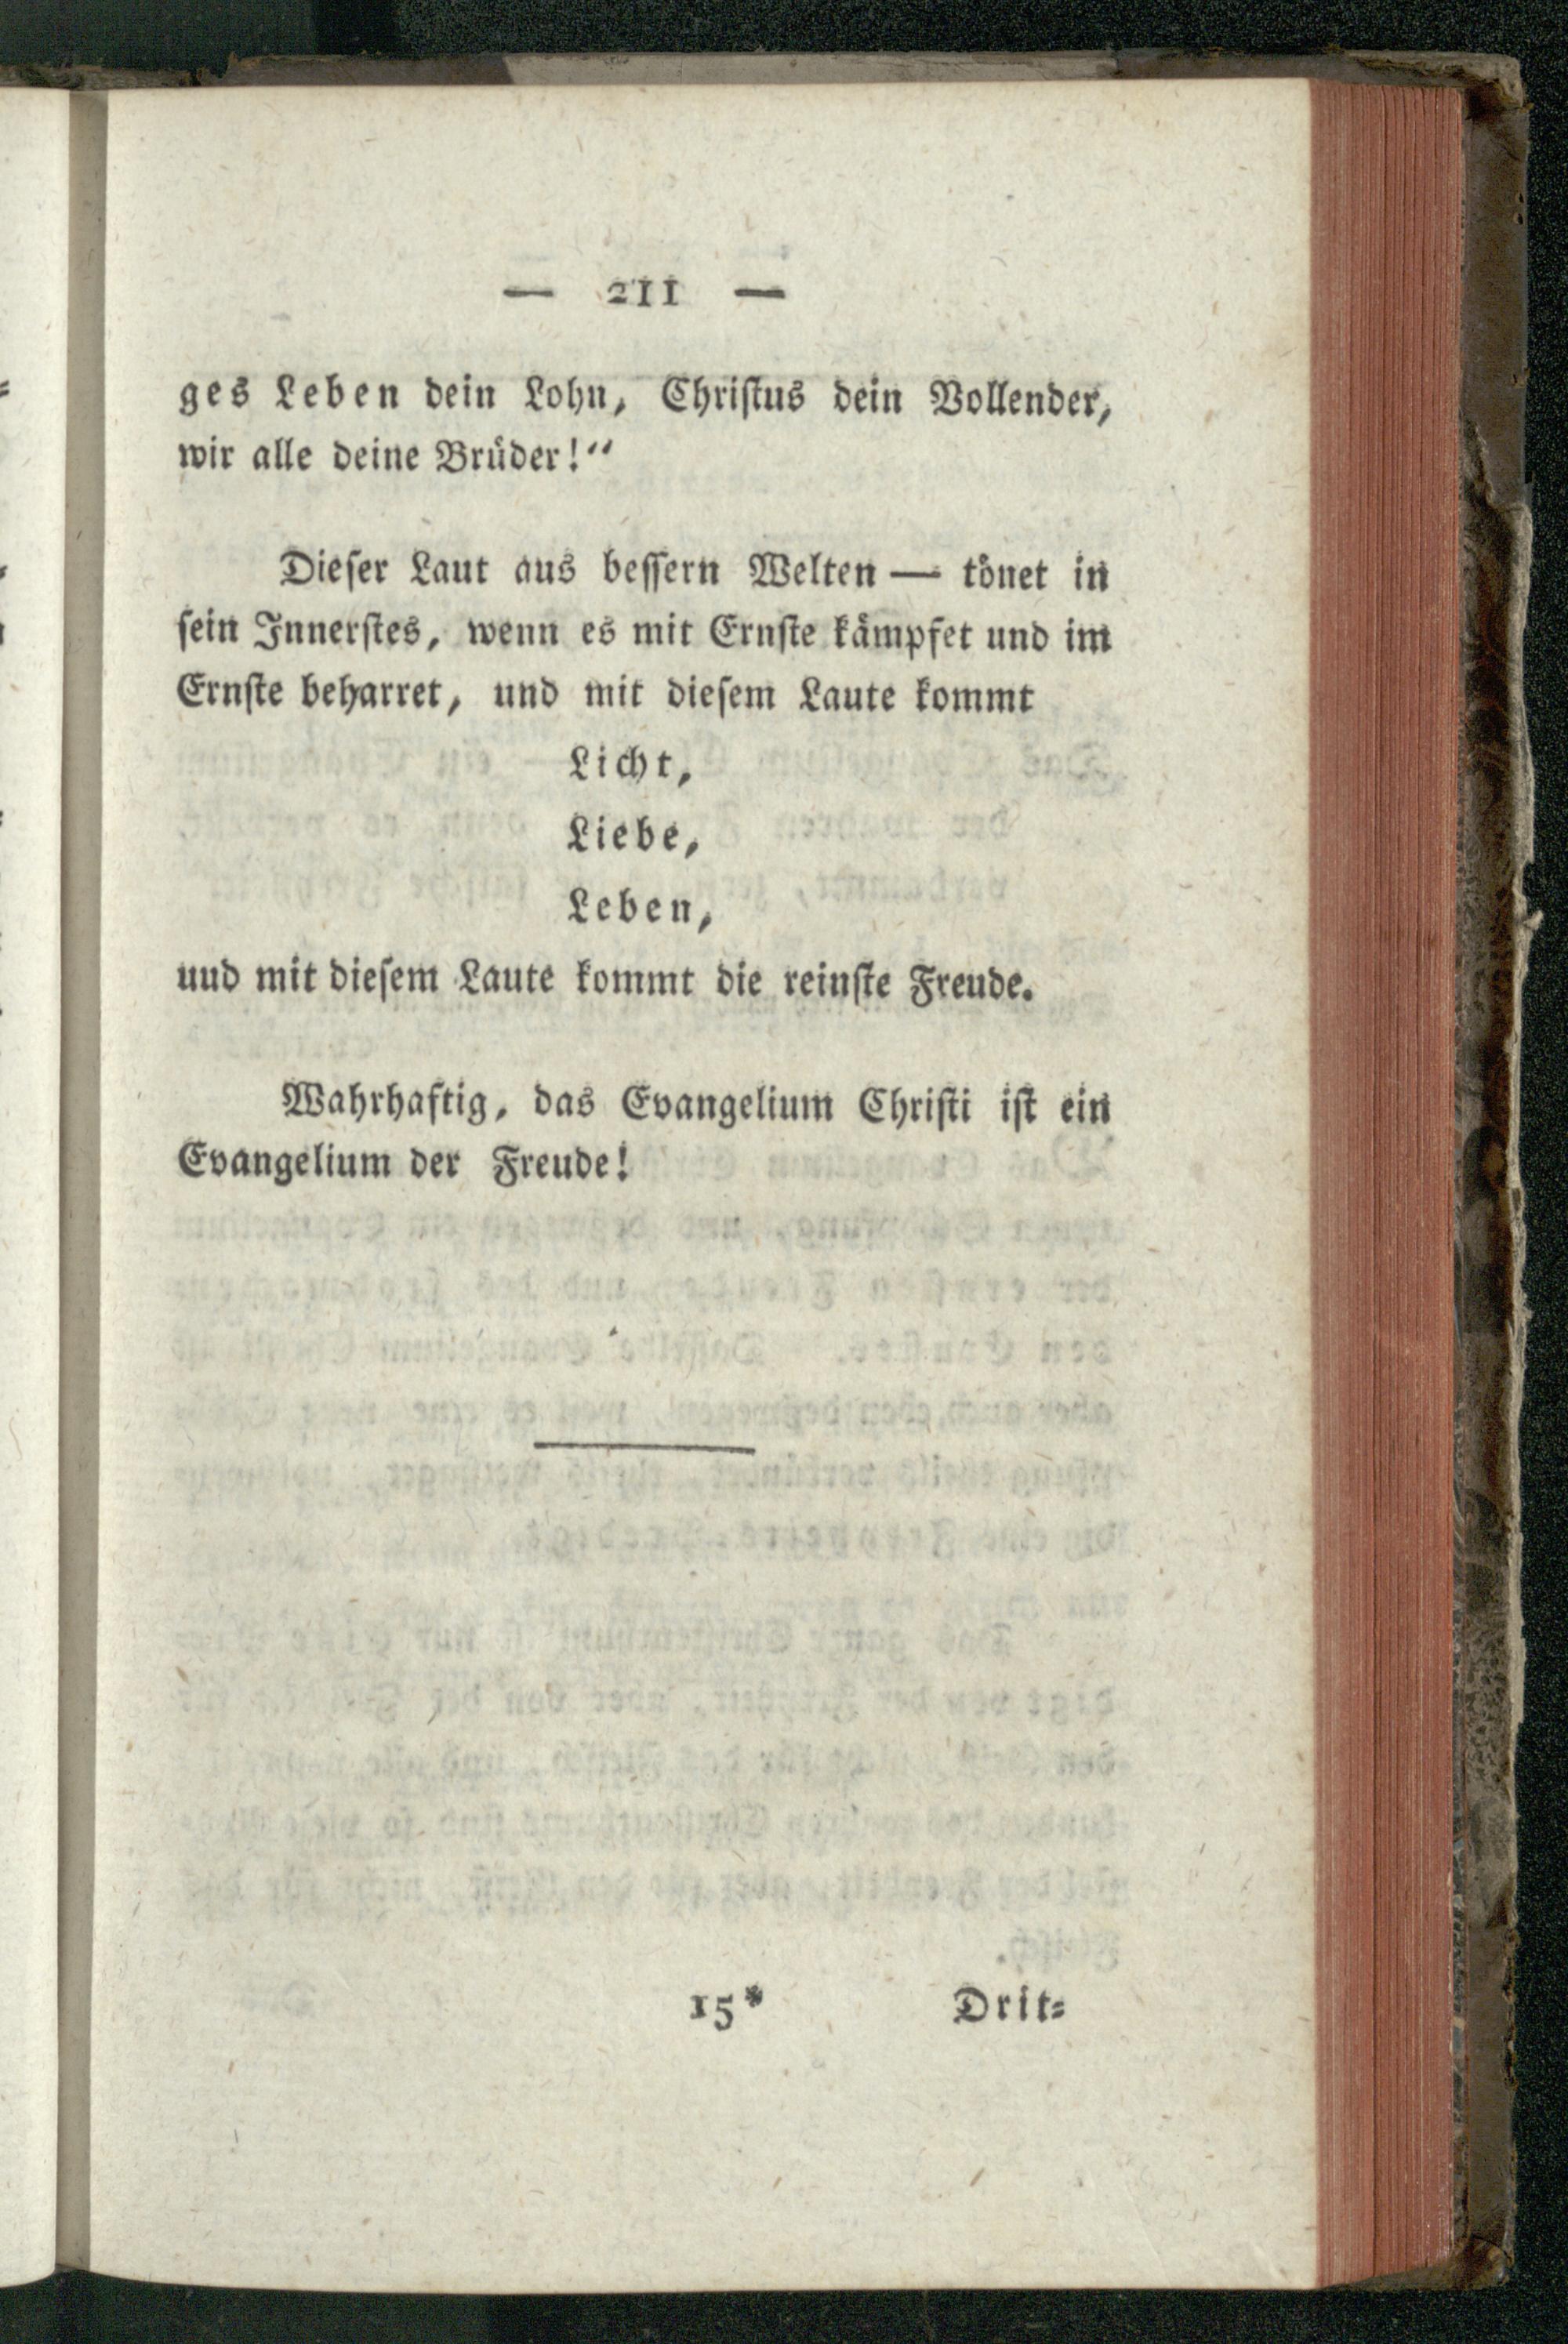 — 211 —
ges Leben dein Lohn, Christus dein Vollender,
wir alle deine Brüder!“
Dieser Laut aus bessern Welten — tönet in
sein Innerstes, wenn es mit Ernste kämpfet und im
Ernste beharret, und mit diesem Laute kommt
Licht,
Liebe,
Leben,
uud mit diesem Laute kommt die reinste Freude.
Wahrhaftig, das Evangelium Christi ist ein
Evangelium der Freude!
15* Drit=